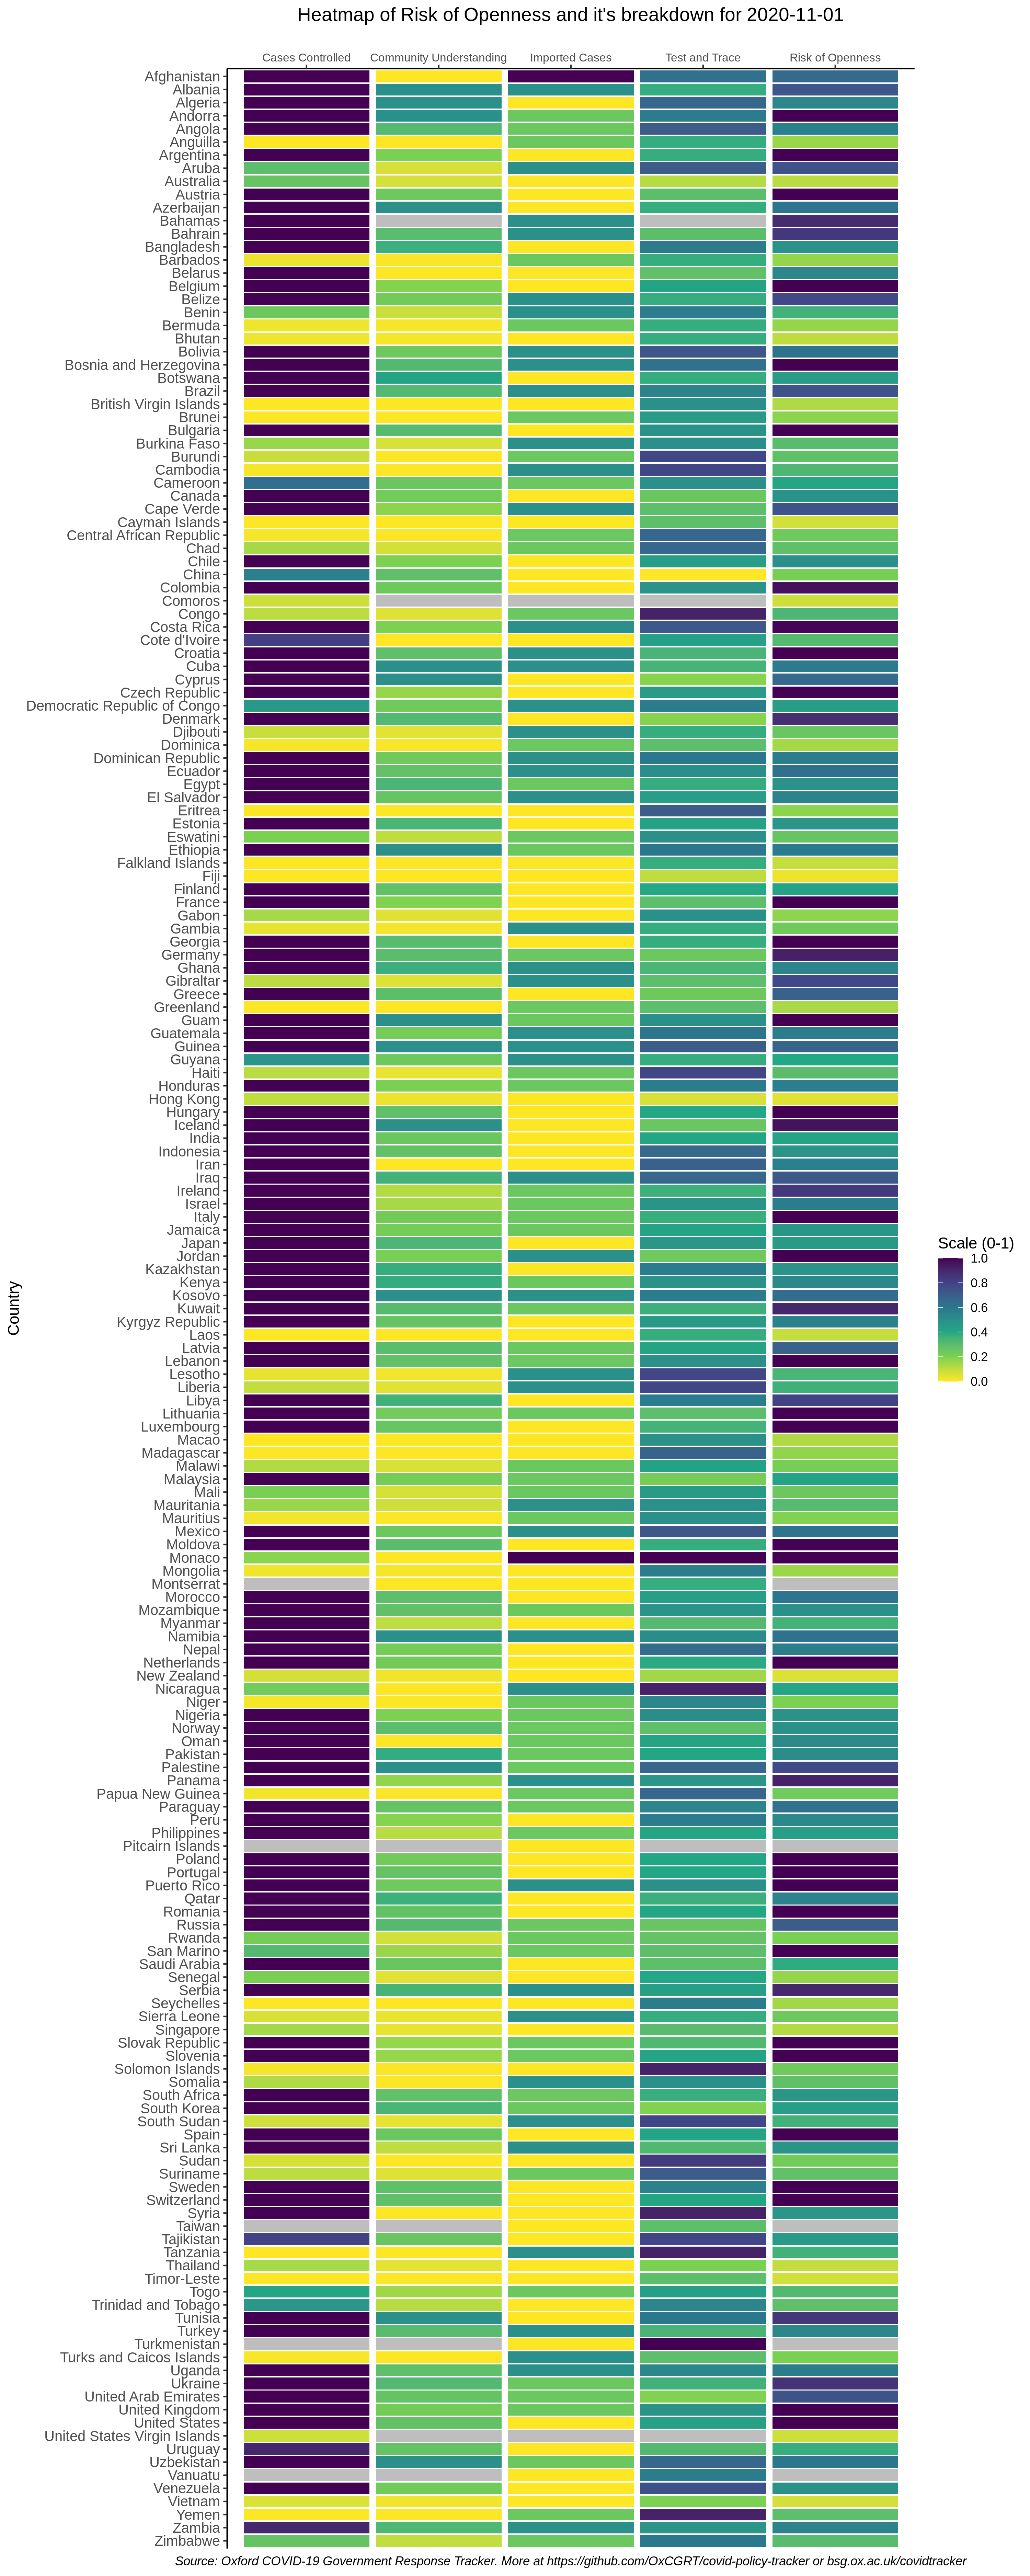 Heatmap of Risk of Openness and it's breakdown for 2020-11-01
Cases Controlled Community Understanding Imported Cases Test and Trace Risk of Openness
Afghanistan
Albania
Algeria
Andorra
Angola
Anguilla
Argentina
Aruba
Australia
Austria
Azerbaijan
Bahamas
Bahrain
Bangladesh
Barbados
Belarus
Belgium
Belize
Benin
Bermuda
Bhutan
Bolivia
Bosnia and Herzegovina
Botswana
Brazil
British Virgin Islands
Brunei
Bulgaria
Burkina Faso
Burundi
Cambodia
Cameroon
Canada
Cape Verde
Cayman Islands
Central African Republic
Chad
Chile
China
Colombia
Comoros
Congo
Costa Rica
Cote d'Ivoire
Croatia
Cuba
Cyprus
Czech Republic
Democratic Republic of Congo
Denmark
Djibouti
Dominica
Dominican Republic
Ecuador
Egypt
El Salvador
Eritrea
Estonia
Eswatini
Ethiopia
Falkland Islands
Fiji
Finland
France
Gabon
Gambia
Georgia
Germany
Ghana
Gibraltar
Greece
Greenland
Guam
Guatemala
Guinea
Guyana
Haiti
Honduras
Hong Kong
Hungary
Iceland
India
Indonesia
Iran
Iraq
Ireland
Israel
Italy
Jamaica
Japan
Jordan
Kazakhstan
Kenya
Kosovo
Kuwait
Kyrgyz Republic
Laos
Latvia
Lebanon
Lesotho
Liberia
Libya
Lithuania
Luxembourg
Macao
Madagascar
Malawi
Malaysia
Mali
Mauritania
Mauritius
Mexico
Moldova
Monaco
Mongolia
Montserrat
Morocco
Mozambique
Myanmar
Namibia
Nepal
Netherlands
New Zealand
Nicaragua
Niger
Nigeria
Norway
Oman
Pakistan
Palestine
Panama
Papua New Guinea
Paraguay
Peru
Philippines
Pitcairn Islands
Poland
Portugal
Puerto Rico
Qatar
Romania
Russia
Rwanda
San Marino
Saudi Arabia
Senegal
Serbia
Seychelles
Sierra Leone
Singapore
Slovak Republic
Slovenia
Solomon Islands
Somalia
South Africa
South Korea
South Sudan
Spain
Sri Lanka
Sudan
Suriname
Sweden
Switzerland
Syria
Taiwan
Tajikistan
Tanzania
Thailand
Timor-Leste
Togo
Trinidad and Tobago
Tunisia
Turkey
Turkmenistan
Turks and Caicos Islands
Uganda
Ukraine
United Arab Emirates
United Kingdom
United States
United States Virgin Islands
Uruguay
Uzbekistan
Vanuatu
Venezuela
Vietnam
Yemen
Zambia
Zimbabwe
Country
Scale (0-1)
1.0
0.8
0.6
0.4
0.2
0.0
Source: Oxford COVID-19 Government Response Tracker. More at https://github.com/OxCGRT/covid-policy-tracker or bsg.ox.ac.uk/covidtracker